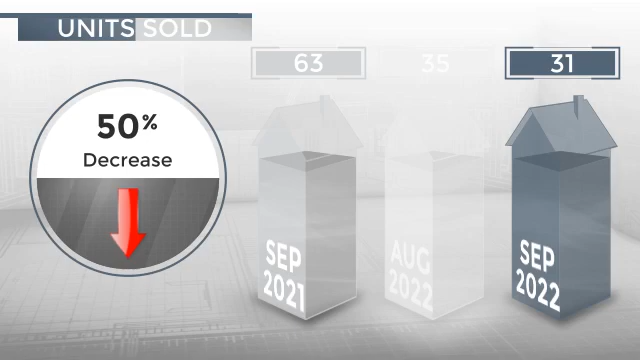 UNITS SOLD
63
35
31
50%
Decrease
SEP
2021
AUG
2022
SEP
2022